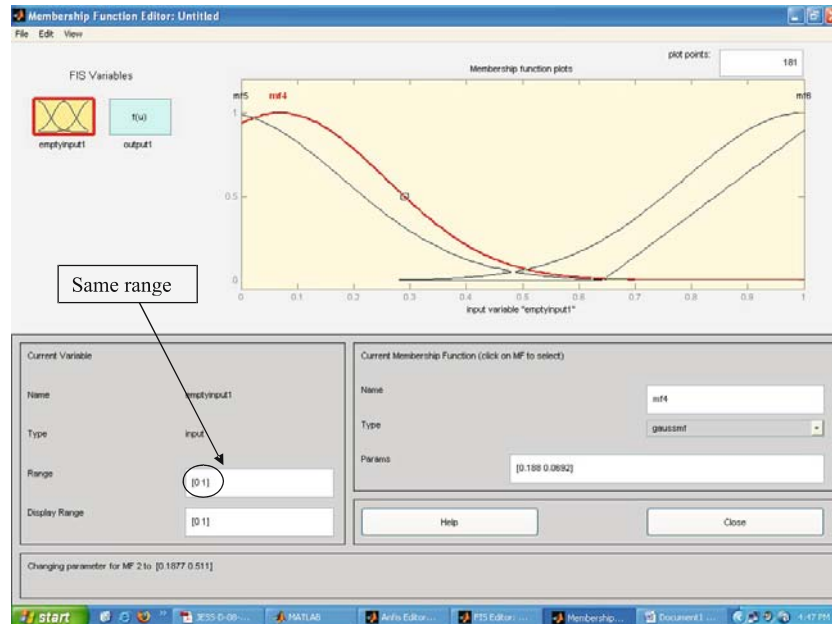 Membership Function Editor: Untitled
File Edit View
FIS Variables
plot points:
181
Membership function plots
f(u)
emptyinput1
output1
mf5
mf4
mf6
1
0.5
0
0 0.1 0.2 0.3 0.4 0.5 0.6 0.7 0.8 0.9 1
input variable "emptyinput1"
Same range
Current Variable
Name emptyinput1
Type input
Range [0 1]
Display Range [0 1]
Current Membership Function (click on MF to select)
Name mf4
Type gaussmf
Params [0.188 0.0692]
Help Close
Changing parameter for MF 2 to [0.1877 0.511]
start
JESS-D-08-...
MATLAB
Anfis Editor...
FIS Editor: ...
Membership...
Document1 ...
4:47 PM